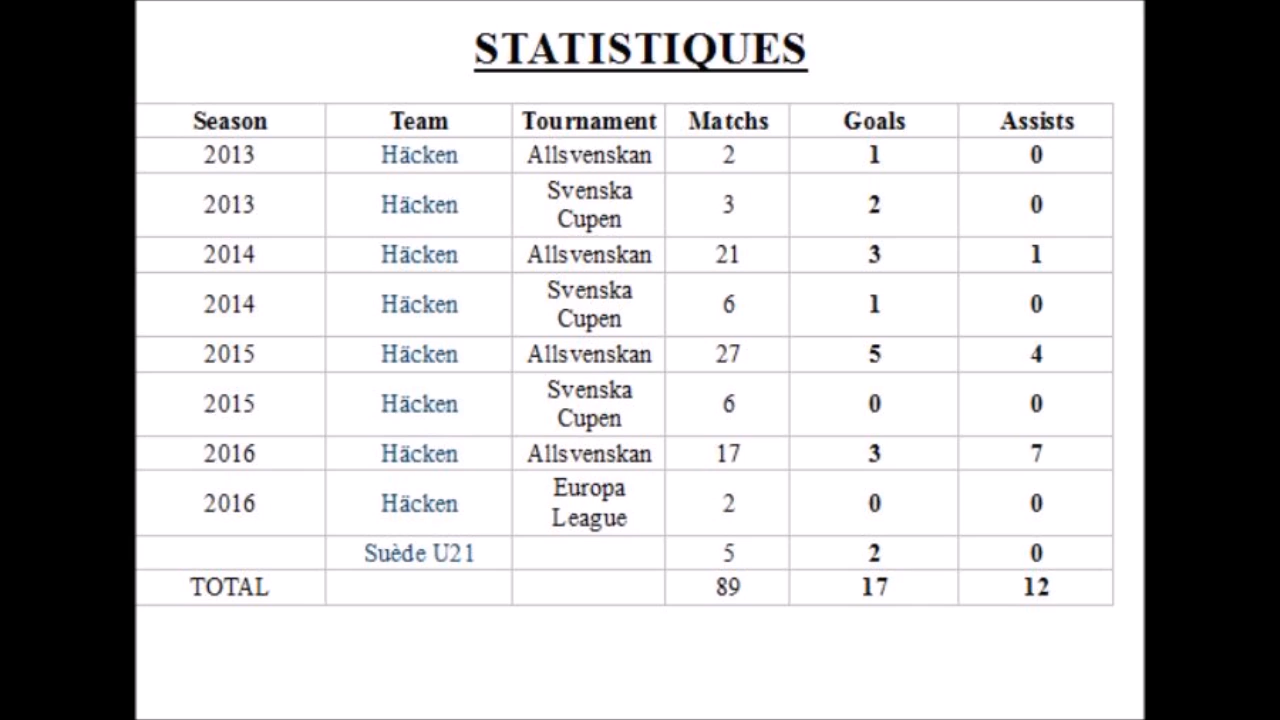 STATISTIQUES
Season Team Tournament Matchs Goals Assists
2013 Häcken Allsvenskan 2 1 0
2013 Häcken Svenska Cupen 3 2 0
2014 Häcken Allsvenskan 21 3 1
2014 Häcken Svenska Cupen 6 1 0
2015 Häcken Allsvenskan 27 5 4
2015 Häcken Svenska Cupen 6 0 0
2016 Häcken Allsvenskan 17 3 7
2016 Häcken Europa League 2 0 0
Suède U21 5 2 0
TOTAL 89 17 12